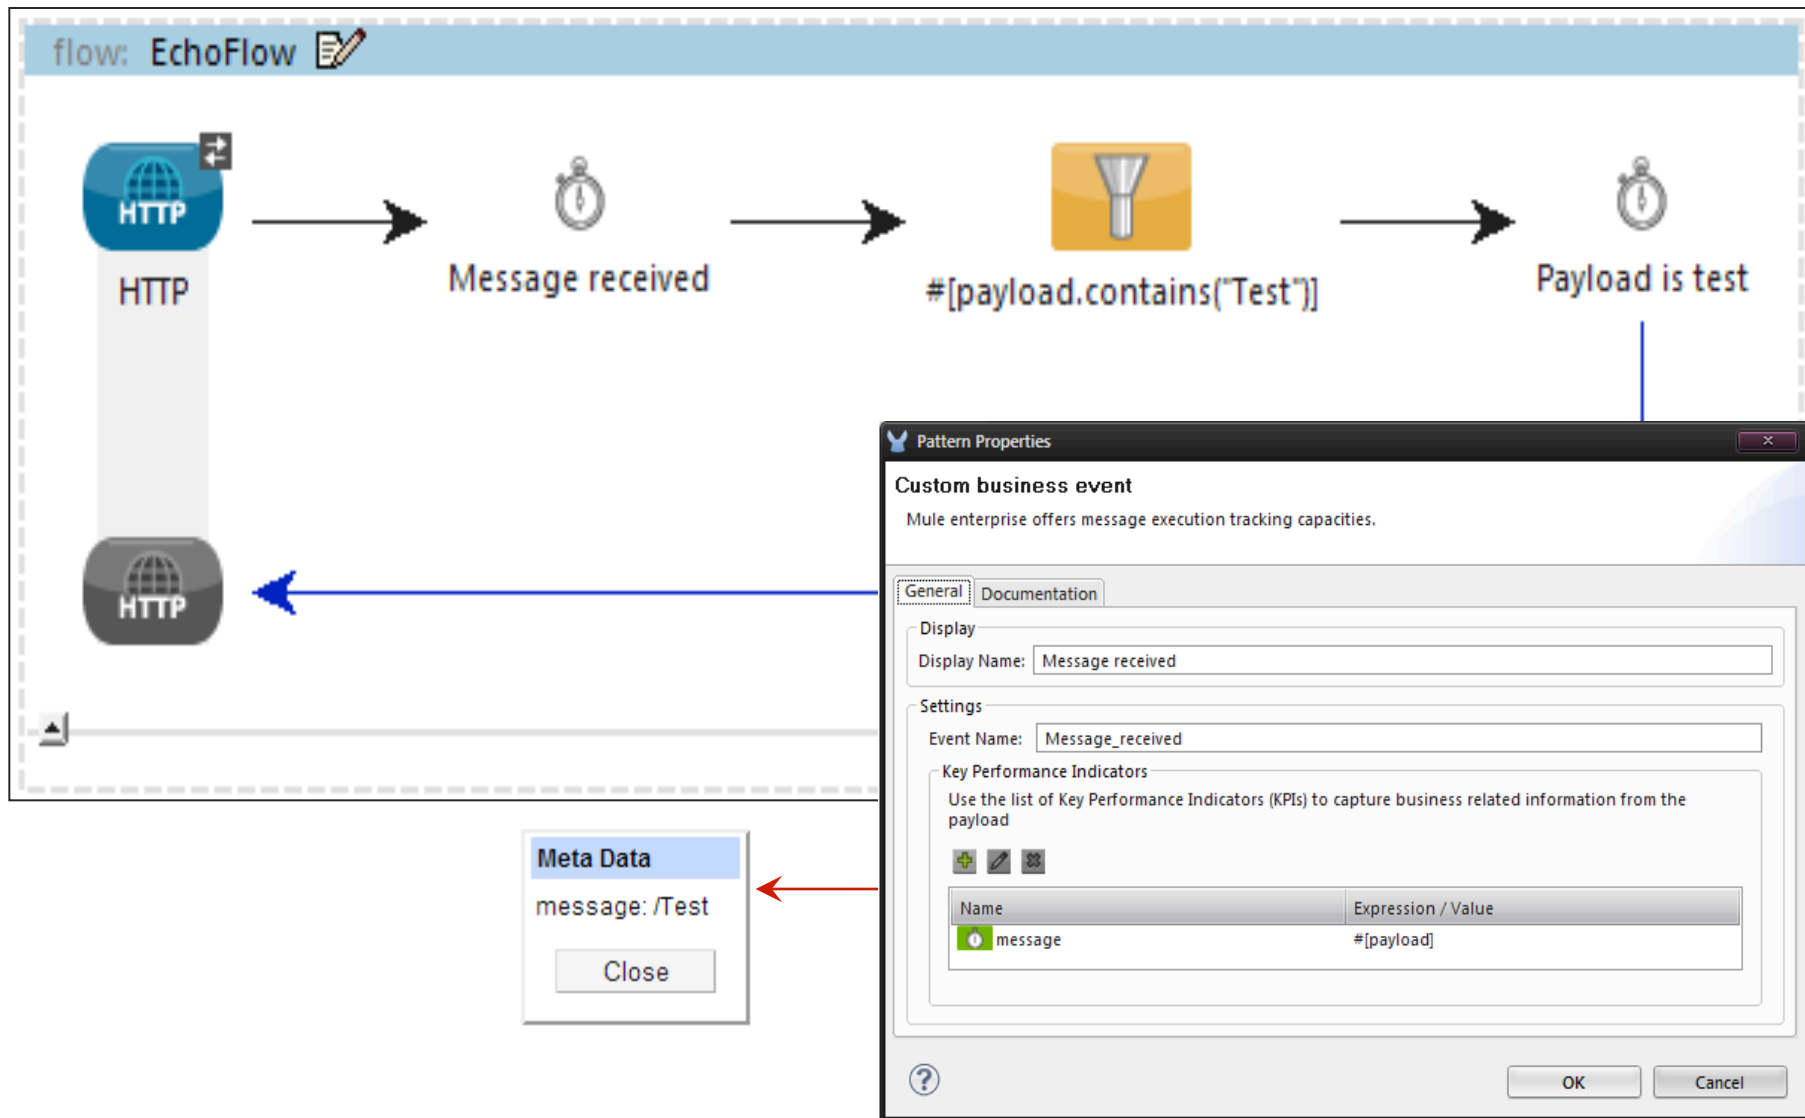 flow: EchoFlow
HTTP
HTTP
Message received
#[payload.contains("Test")]
Payload is test
HTTP
Pattern Properties
Custom business event
Mule enterprise offers message execution tracking capacities.
General Documentation
Display
Display Name: Message received
Settings
Event Name: Message_received
Key Performance Indicators
Use the list of Key Performance Indicators (KPIs) to capture business related information from the
payload
Name Expression / Value
message #[payload]
OK Cancel
Meta Data
message: /Test
Close